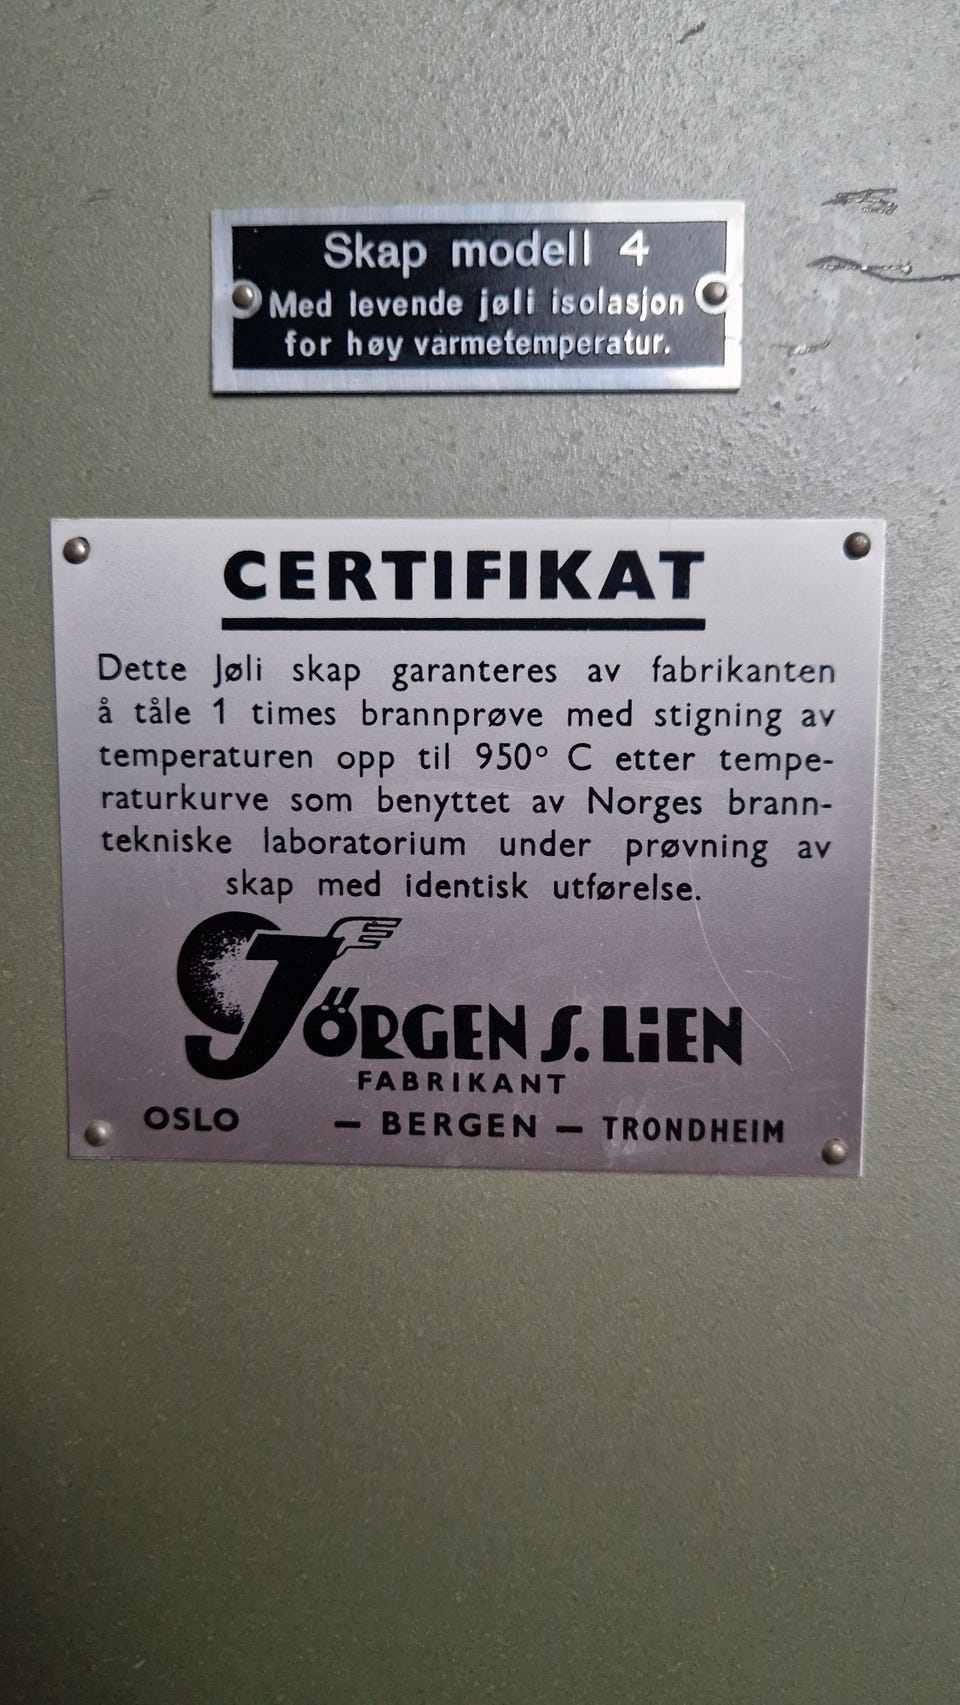 Skap modell 4
Med levende jøli isolasjon
for høy varmetemperatur.
CERTIFIKAT
Dette Jøli skap garanteres av fabrikanten
å tåle 1 times brannprøve med stigning av
temperaturen opp til 950° C etter tempe-
raturkurve som benyttet av Norges brann-
tekniske laboratorium under prøvning av
skap med identisk utførelse.
JÖRGEN S. LiEN
FABRIKANT
OSLO — BERGEN — TRONDHEIM